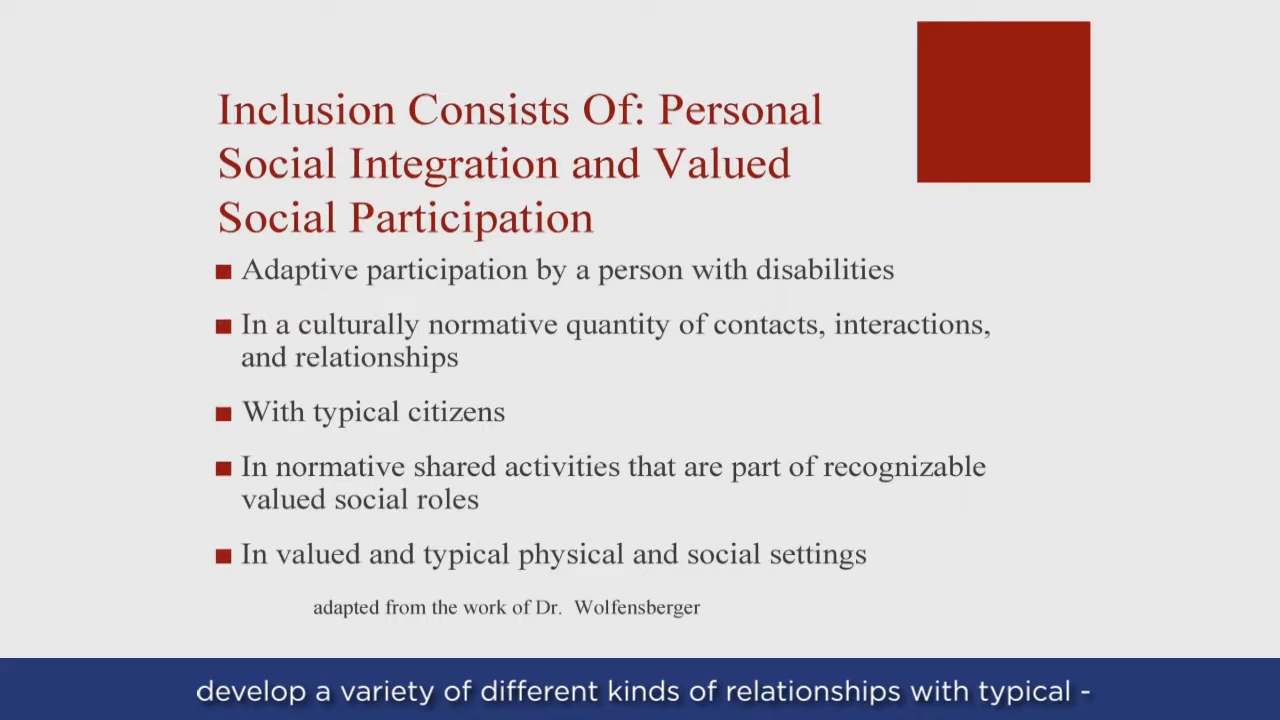 Inclusion Consists Of: Personal
Social Integration and Valued
Social Participation
Adaptive participation by a person with disabilities
In a culturally normative quantity of contacts, interactions,
and relationships
With typical citizens
In normative shared activities that are part of recognizable
valued social roles
In valued and typical physical and social settings
adapted from the work of Dr. Wolfensberger
develop a variety of different kinds of relationships with typical -